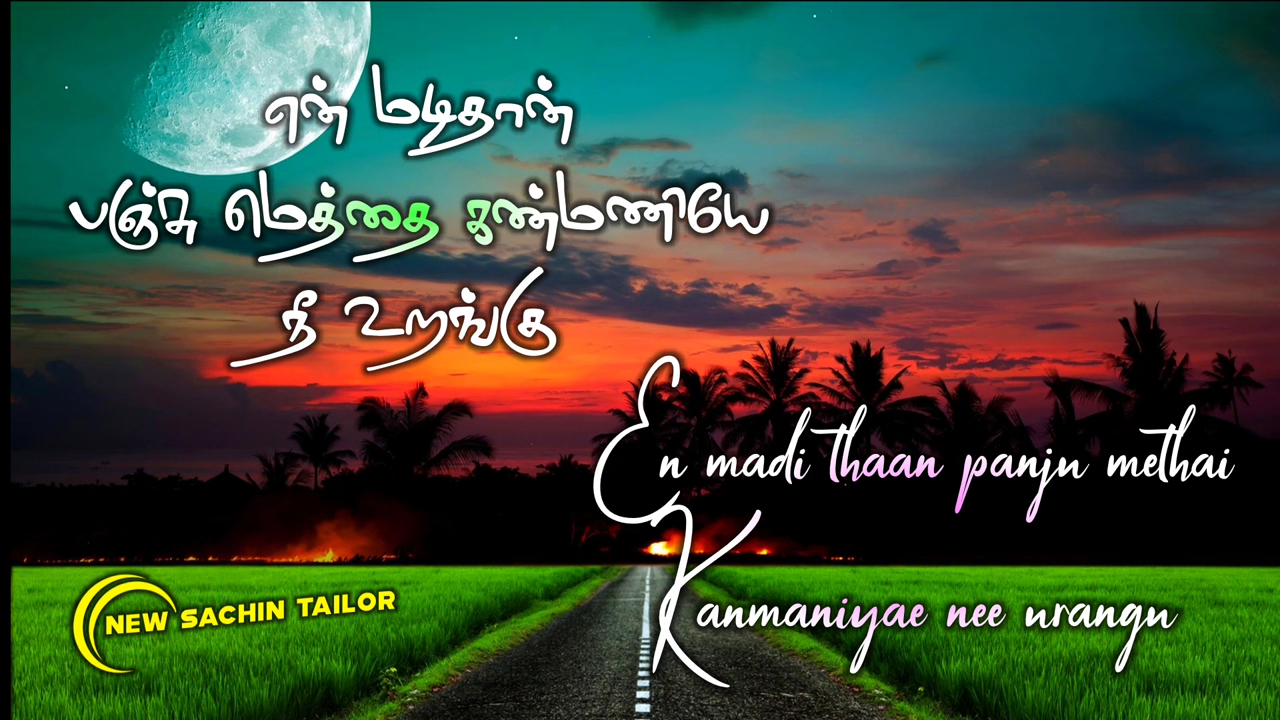 என் மடிதான்
பஞ்சு மெத்தை கண்மணியே
நீ உறங்கு
En madi thaan panju methai
Kanmaniyae nee urangu
NEW SACHIN TAILOR